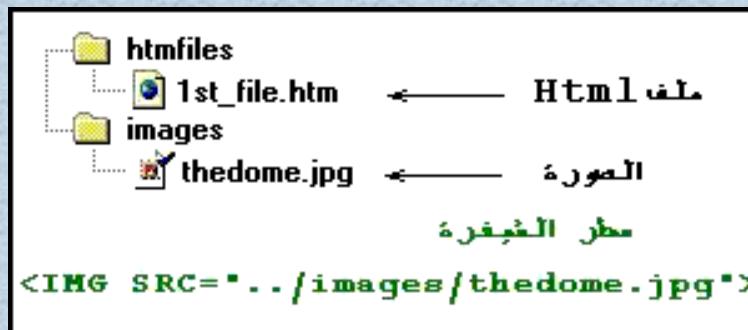 htmfiles
1st_file.htm ملف Html
images
thedome.jpg الصورة
سطر الشيفرة
<IMG SRC="../images/thedome.jpg">